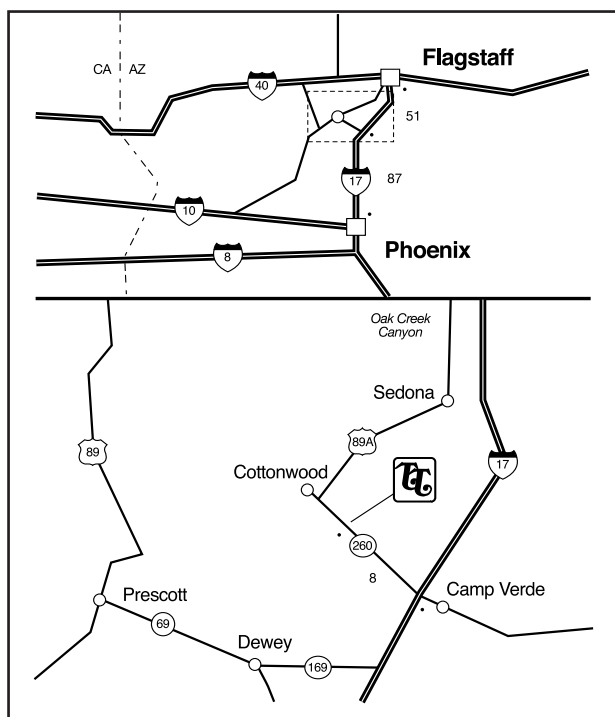 Flagstaff
CA AZ
40
51
17
87
10
Phoenix
8
Oak Creek
Canyon
Sedona
89A
89
17
Cottonwood
260
8
Camp Verde
Prescott
69
Dewey
169